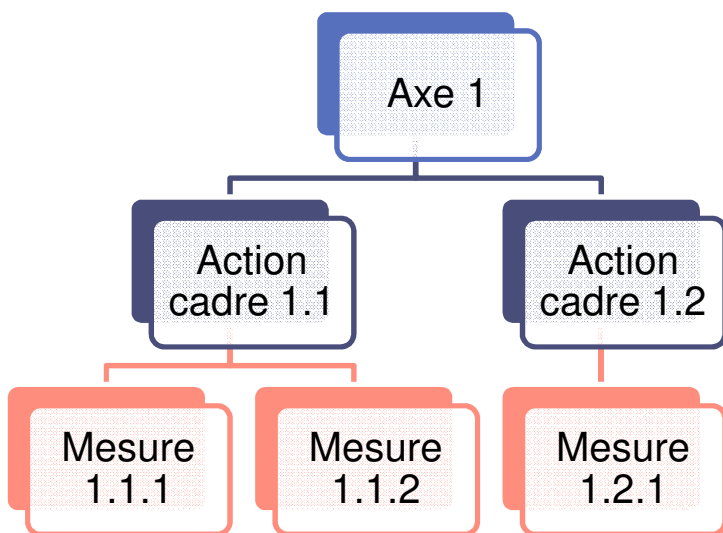 Axe 1
Action
cadre 1.1
Action
cadre 1.2
Mesure
1.1.1
Mesure
1.1.2
Mesure
1.2.1